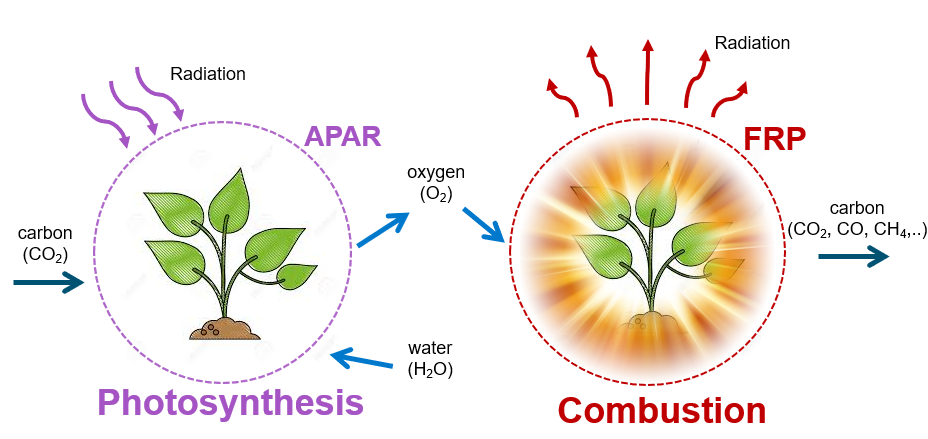 Radiation
APAR
carbon
(CO₂)
oxygen
(O₂)
water
(H₂O)
Photosynthesis
Radiation
FRP
carbon
(CO₂, CO, CH₄,..)
Combustion